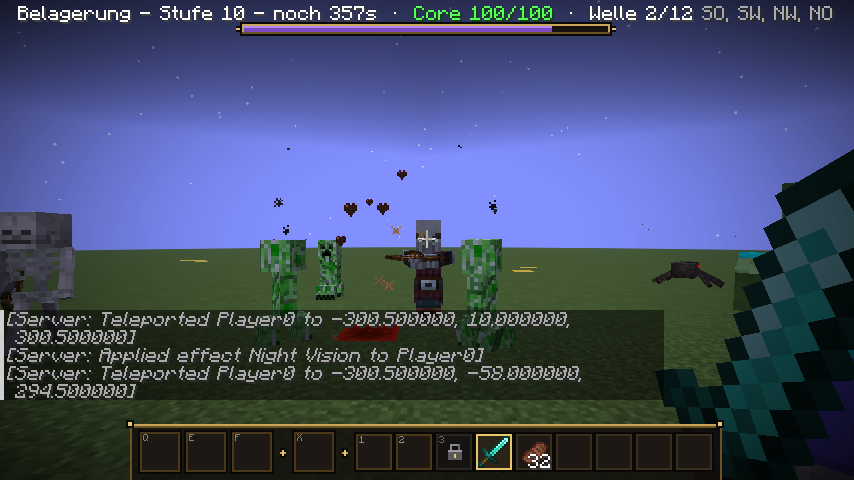 Belagerung – Stufe 10 – noch 357s · Core 100/100 · Welle 2/12 SO, SW, NW, NO
[Server: Teleported Player0 to -300.500000, 10.000000,
300.500000]
[Server: Applied effect Night Vision to Player0]
[Server: Teleported Player0 to -300.500000, -58.000000,
294.500000]
Q E F X 1 2 3 32